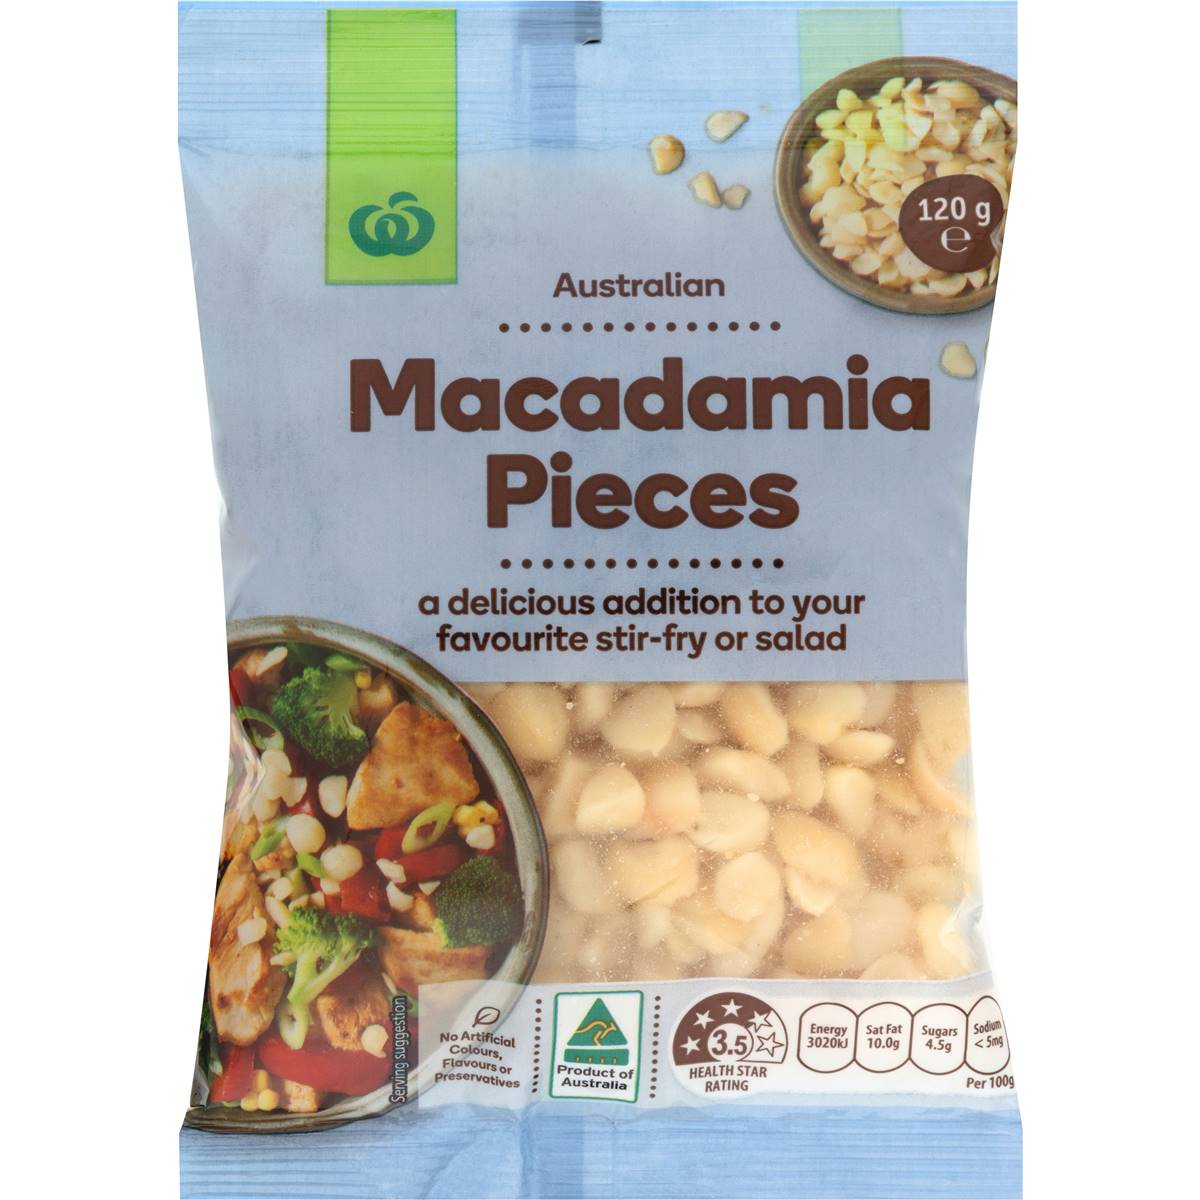 120 g
e
Australian
Macadamia
Pieces
a delicious addition to your
favourite stir-fry or salad
Serving suggestion
No Artificial
Colours,
Flavours or
Preservatives
Product of
Australia
3.5
HEALTH STAR
RATING
Energy
3020kJ
Sat Fat
10.0g
Sugars
4.5g
Sodium
< 5mg
Per 100g